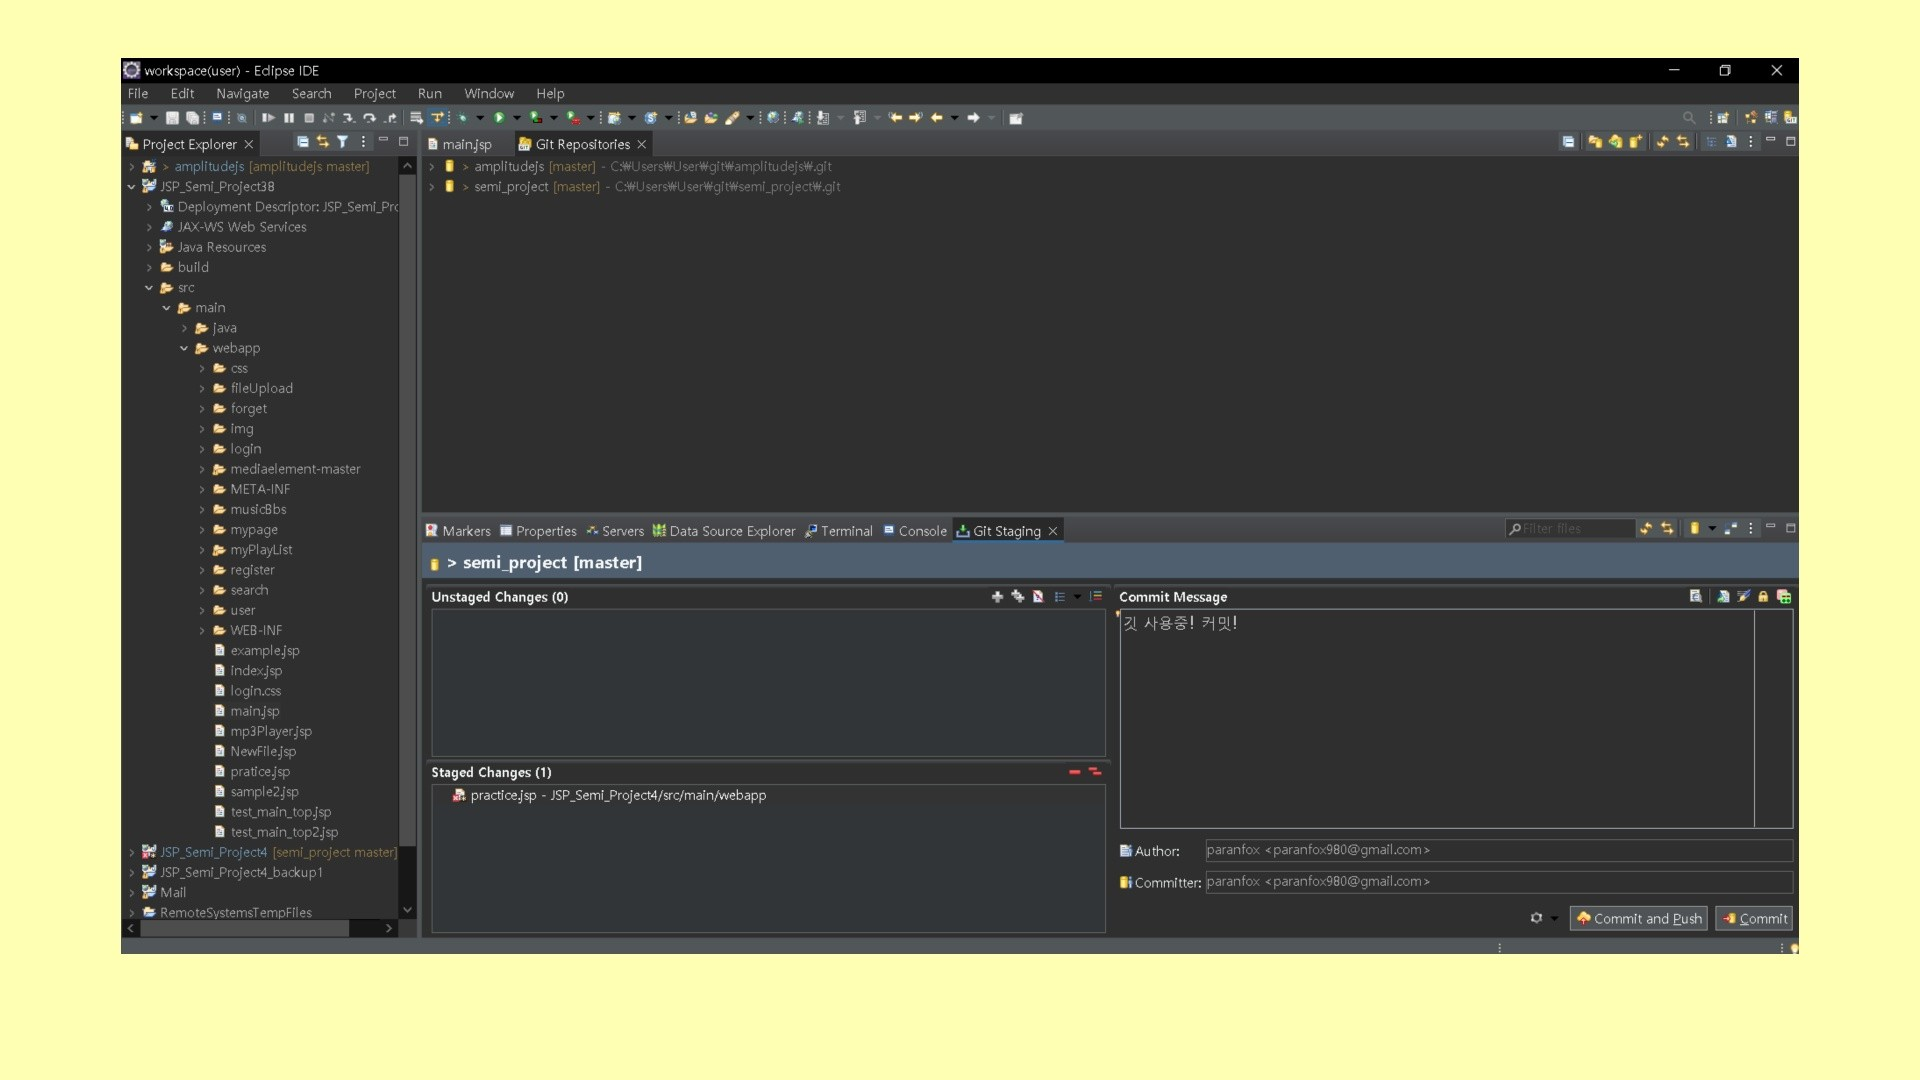 workspace(user) - Eclipse IDE
File Edit Navigate Search Project Run Window Help
Project Explorer
main.jsp Git Repositories
> amplitudejs [amplitudejs master]
JSP_Semi_Project38
Deployment Descriptor: JSP_Semi_Prc
JAX-WS Web Services
Java Resources
build
src
main
java
webapp
css
fileUpload
forget
img
login
mediaelement-master
META-INF
musicBbs
mypage
myPlayList
register
search
user
WEB-INF
example.jsp
index.jsp
login.css
main.jsp
mp3Player.jsp
NewFile.jsp
pratice.jsp
sample2.jsp
test_main_top.jsp
test_main_top2.jsp
JSP_Semi_Project4 [semi_project master]
JSP_Semi_Project4_backup1
Mail
RemoteSystemsTempFiles
> amplitudejs [master] - C:₩Users₩User₩git₩amplitudejs₩.git
> semi_project [master] - C:₩Users₩User₩git₩semi_project₩.git
Markers Properties Servers Data Source Explorer Terminal Console Git Staging
Filter files
> semi_project [master]
Unstaged Changes (0)
Staged Changes (1)
practice.jsp - JSP_Semi_Project4/src/main/webapp
Commit Message
깃 사용중! 커밋!
Author: paranfox <paranfox980@gmail.com>
Committer: paranfox <paranfox980@gmail.com>
Commit and Push Commit